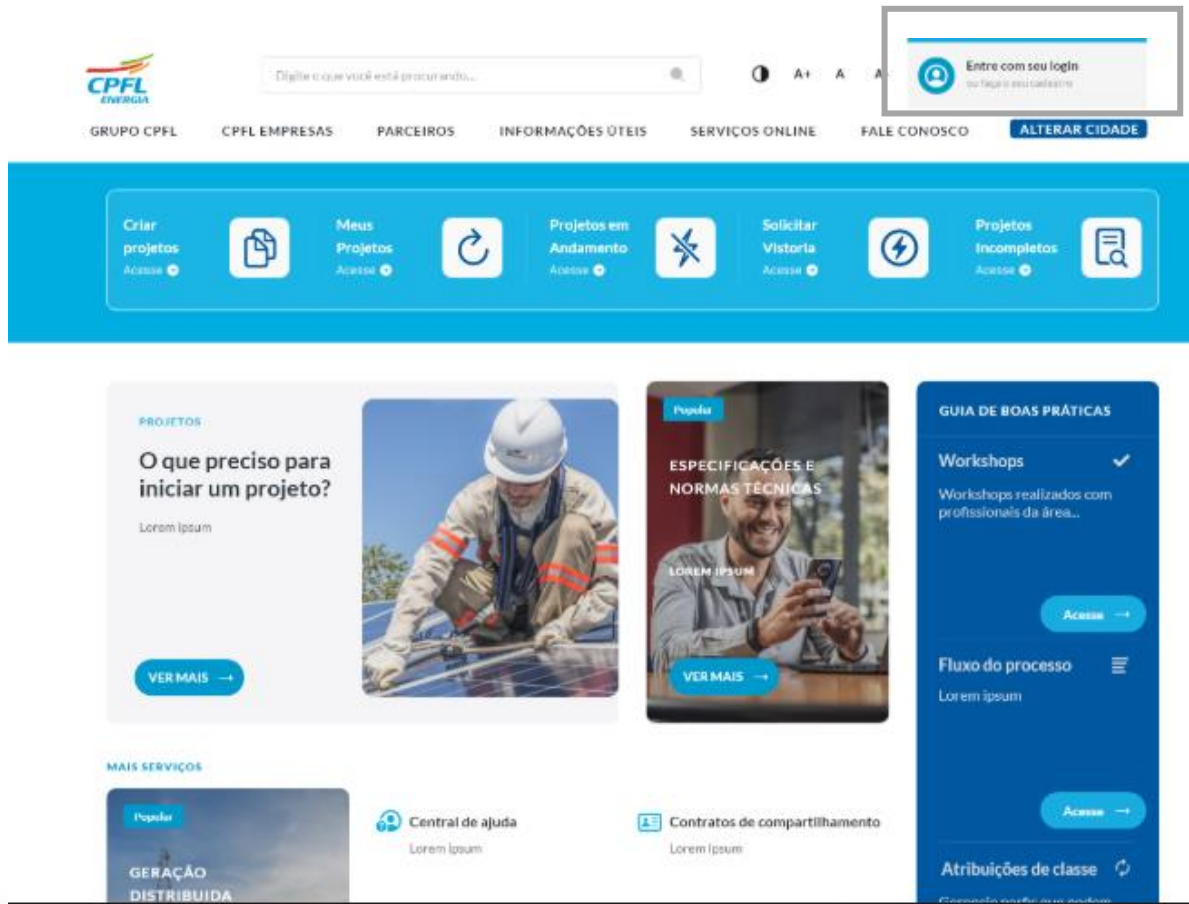 CPFL
ENERGIA
Digite o que você está procurando...
A+ A A-
Entre com seu login
ou faça o seu cadastro
GRUPO CPFL CPFL EMPRESAS PARCEIROS INFORMAÇÕES ÚTEIS SERVIÇOS ONLINE FALE CONOSCO ALTERAR CIDADE
Criar
projetos
Acesse
Meus
Projetos
Acesse
Projetos em
Andamento
Acesse
Solicitar
Vistoria
Acesse
Projetos
Incompletos
Acesse
PROJETOS
O que preciso para
iniciar um projeto?
Lorem Ipsum
VER MAIS →
Popular
ESPECIFICAÇÕES E
NORMAS TÉCNICAS
LOREM IPSUM
VER MAIS →
GUIA DE BOAS PRÁTICAS
Workshops
Workshops realizados com
profissionais da área...
Acesse →
Fluxo do processo
Lorem ipsum
Acesse →
Atribuições de classe
MAIS SERVIÇOS
Popular
GERAÇÃO
DISTRIBUIDA
Central de ajuda
Lorem Ipsum
Contratos de compartilhamento
Lorem Ipsum